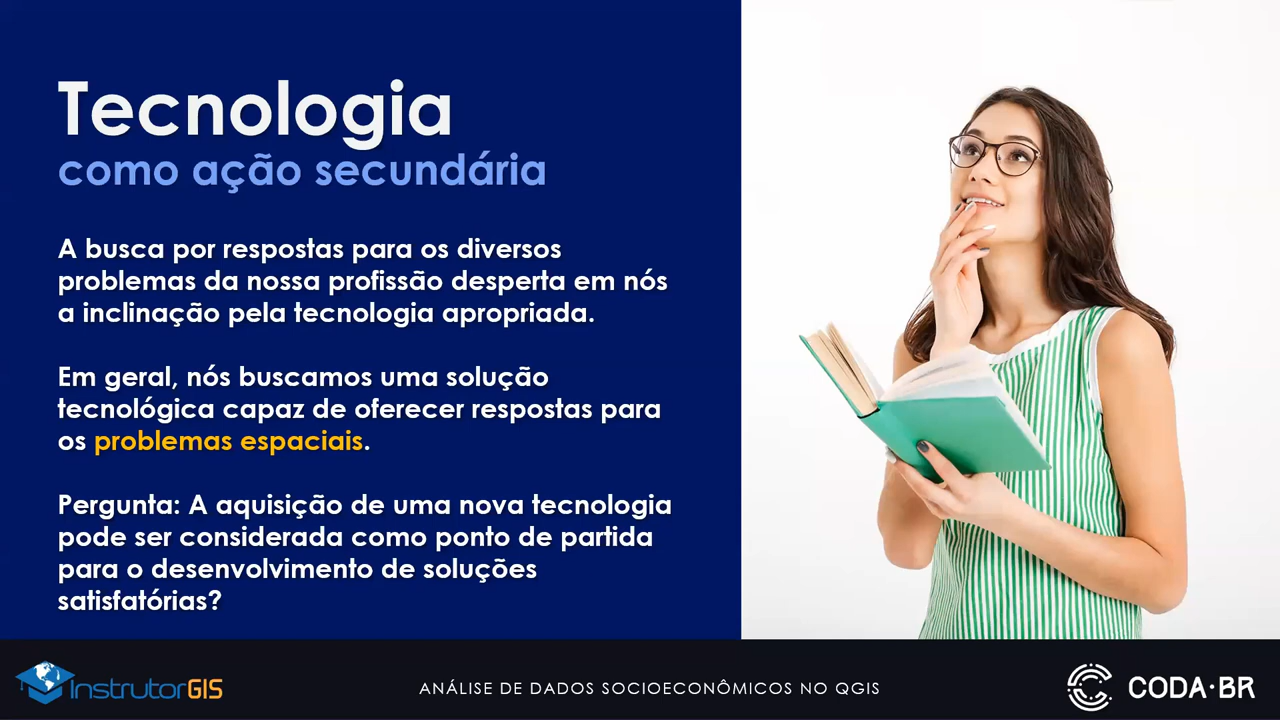 Tecnologia
como ação secundária
A busca por respostas para os diversos
problemas da nossa profissão desperta em nós
a inclinação pela tecnologia apropriada.
Em geral, nós buscamos uma solução
tecnológica capaz de oferecer respostas para
os problemas espaciais.
Pergunta: A aquisição de uma nova tecnologia
pode ser considerada como ponto de partida
para o desenvolvimento de soluções
satisfatórias?
InstrutorGIS
ANÁLISE DE DADOS SOCIOECONÔMICOS NO QGIS
CODA·BR